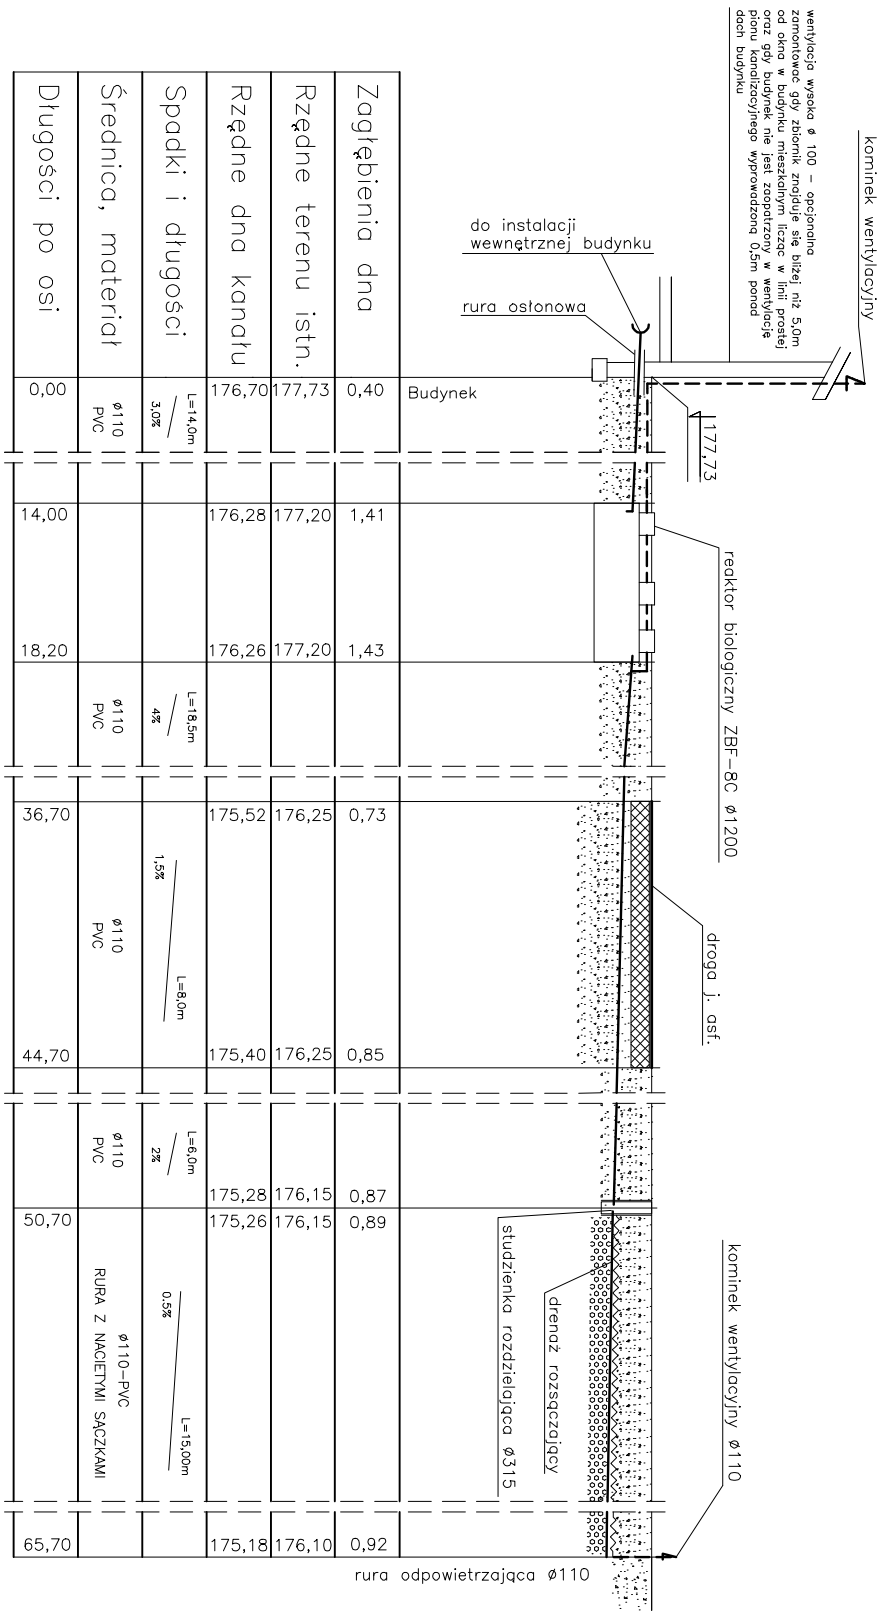 wentylacja wysoka ø 100 – opcjonalna
zamontować gdy zbiornik znajduje się bliżej niż 5,0m
od okna w budynku mieszkalnym licząc w linii prostej
oraz gdy budynek nie jest zaopatrzony w wentylację
pionu kanalizacyjnego wyprowadzoną 0,5m ponad
dach budynku
kominek wentylacyjny
do instalacji
wewnętrznej budynku
rura osłonowa
177,73
Budynek
reaktor biologiczny ZBF–8C ø1200
droga j. asf.
kominek wentylacyjny Ø110
studzienka rozdzielająca Ø315
drenaż rozsączający
rura odpowietrzająca Ø110
Zagłębienia dna
0,40
1,41
1,43
0,73
0,85
0,87
0,89
0,92
Rzędne terenu istn.
177,73
177,20
177,20
176,25
176,25
176,15
176,15
176,10
Rzędne dna kanału
176,70
176,28
176,26
175,52
175,40
175,28
175,26
175,18
Spadki i długości
L=14,0m
3,0%
L=18,5m
4%
1,5%
L=8,0m
L=6,0m
2%
0.5%
L=15,00m
Średnica, materiał
ø110
PVC
ø110
PVC
ø110
PVC
ø110
PVC
ø110–PVC
RURA Z NACIETYMI SĄCZKAMI
Długości po osi
0,00
14,00
18,20
36,70
44,70
50,70
65,70